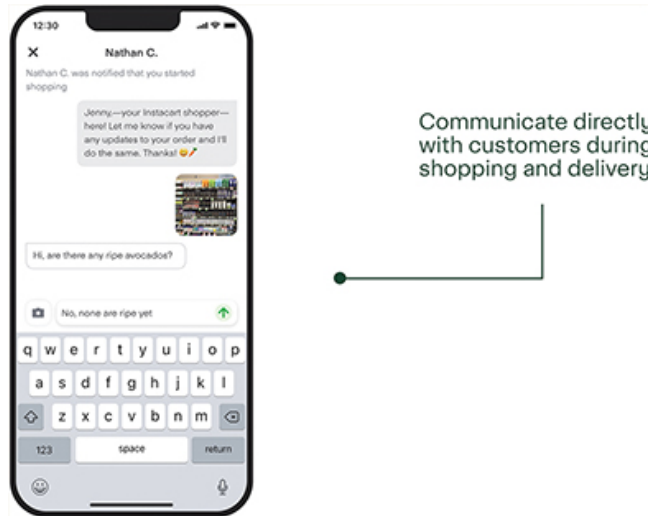 12:30
Nathan C.
Nathan C. was notified that you started
shopping
Jenny,—your Instacart shopper—
here! Let me know if you have
any updates to your order and I'll
do the same. Thanks! 😄🥕
Hi, are there any ripe avocados?
No, none are ripe yet
Communicate directly
with customers during
shopping and delivery
q w e r t y u i o p
a s d f g h j k l
z x c v b n m
123 space return